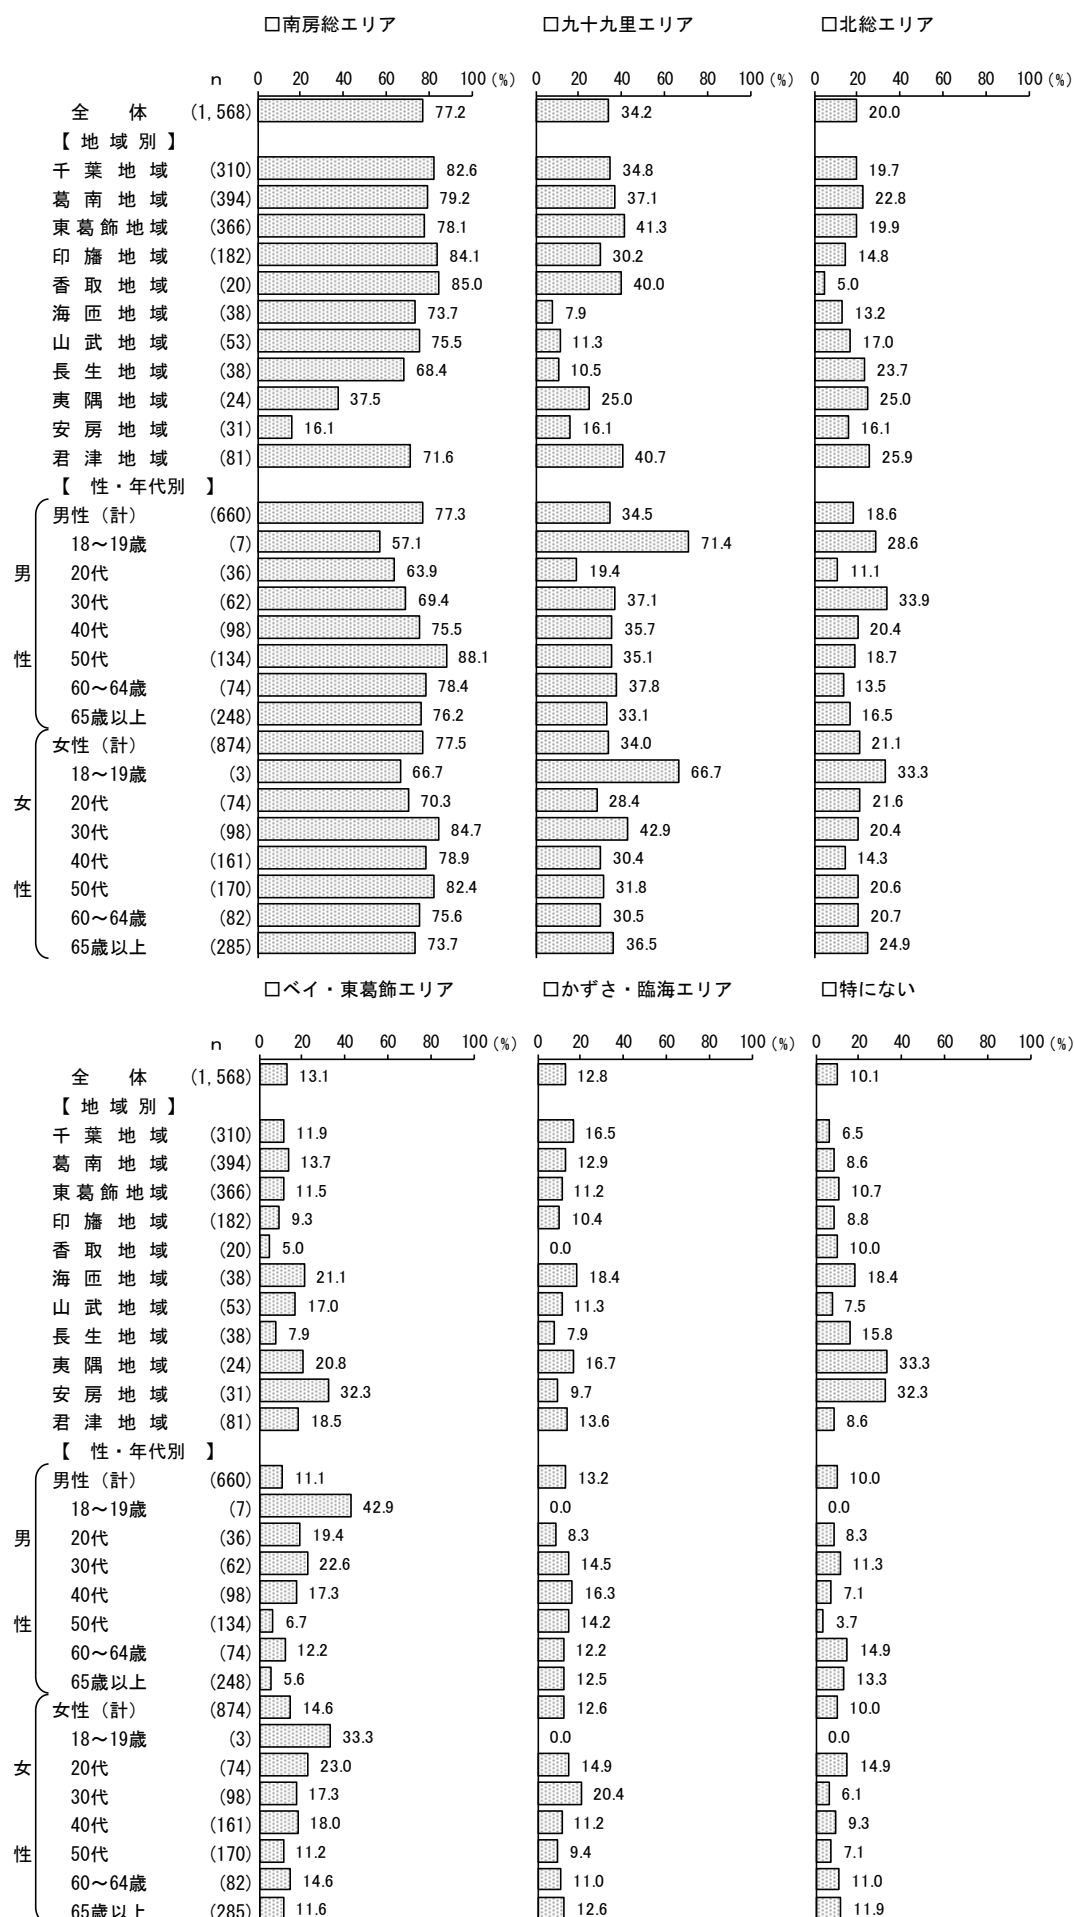 □南房総エリア □九十九里エリア □北総エリア
n 0 20 40 60 80 100(%) 0 20 40 60 80 100(%) 0 20 40 60 80 100(%)
全 体 (1,568) 77.2 34.2 20.0
【地域別】
千葉地域 (310) 82.6 34.8 19.7
葛南地域 (394) 79.2 37.1 22.8
東葛飾地域 (366) 78.1 41.3 19.9
印旛地域 (182) 84.1 30.2 14.8
香取地域 (20) 85.0 40.0 5.0
海匝地域 (38) 73.7 7.9 13.2
山武地域 (53) 75.5 11.3 17.0
長生地域 (38) 68.4 10.5 23.7
夷隅地域 (24) 37.5 25.0 25.0
安房地域 (31) 16.1 16.1 16.1
君津地域 (81) 71.6 40.7 25.9
【 性・年代別 】
男性（計） (660) 77.3 34.5 18.6
18～19歳 (7) 57.1 71.4 28.6
男 20代 (36) 63.9 19.4 11.1
30代 (62) 69.4 37.1 33.9
40代 (98) 75.5 35.7 20.4
性 50代 (134) 88.1 35.1 18.7
60～64歳 (74) 78.4 37.8 13.5
65歳以上 (248) 76.2 33.1 16.5
女性（計） (874) 77.5 34.0 21.1
18～19歳 (3) 66.7 66.7 33.3
女 20代 (74) 70.3 28.4 21.6
30代 (98) 84.7 42.9 20.4
40代 (161) 78.9 30.4 14.3
性 50代 (170) 82.4 31.8 20.6
60～64歳 (82) 75.6 30.5 20.7
65歳以上 (285) 73.7 36.5 24.9
□ベイ・東葛飾エリア □かずさ・臨海エリア □特にない
n 0 20 40 60 80 100(%) 0 20 40 60 80 100(%) 0 20 40 60 80 100(%)
全 体 (1,568) 13.1 12.8 10.1
【地域別】
千葉地域 (310) 11.9 16.5 6.5
葛南地域 (394) 13.7 12.9 8.6
東葛飾地域 (366) 11.5 11.2 10.7
印旛地域 (182) 9.3 10.4 8.8
香取地域 (20) 5.0 0.0 10.0
海匝地域 (38) 21.1 18.4 18.4
山武地域 (53) 17.0 11.3 7.5
長生地域 (38) 7.9 7.9 15.8
夷隅地域 (24) 20.8 16.7 33.3
安房地域 (31) 32.3 9.7 32.3
君津地域 (81) 18.5 13.6 8.6
【 性・年代別 】
男性（計） (660) 11.1 13.2 10.0
18～19歳 (7) 42.9 0.0 0.0
男 20代 (36) 19.4 8.3 8.3
30代 (62) 22.6 14.5 11.3
40代 (98) 17.3 16.3 7.1
性 50代 (134) 6.7 14.2 3.7
60～64歳 (74) 12.2 12.2 14.9
65歳以上 (248) 5.6 12.5 13.3
女性（計） (874) 14.6 12.6 10.0
18～19歳 (3) 33.3 0.0 0.0
女 20代 (74) 23.0 14.9 14.9
30代 (98) 17.3 20.4 6.1
40代 (161) 18.0 11.2 9.3
性 50代 (170) 11.2 9.4 7.1
60～64歳 (82) 14.6 11.0 11.0
65歳以上 (285) 11.6 12.6 11.9